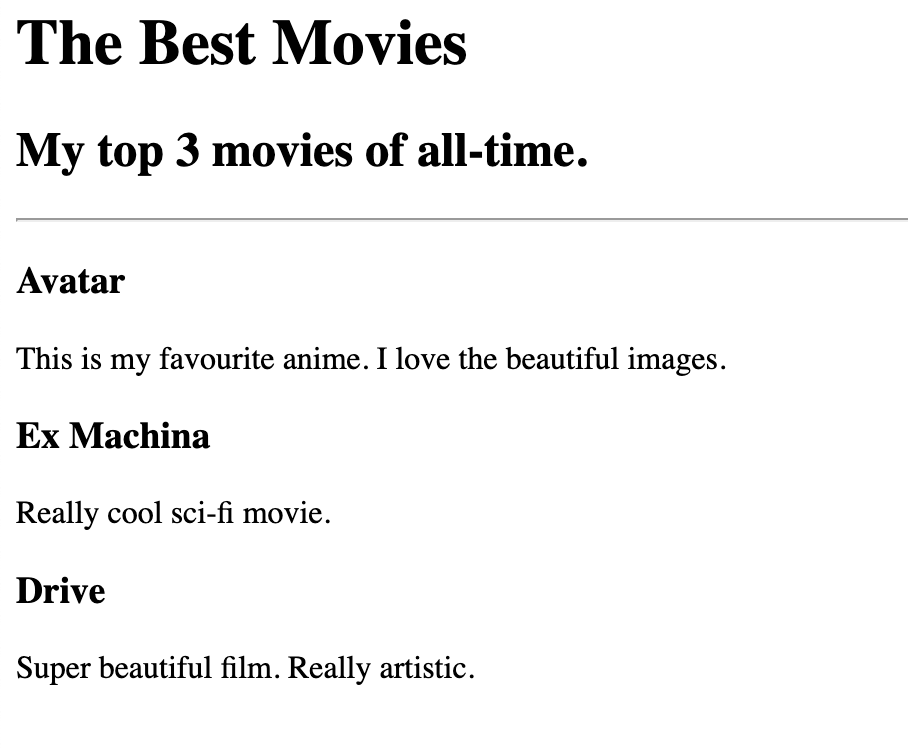 The Best Movies
My top 3 movies of all-time.
Avatar
This is my favourite anime. I love the beautiful images.
Ex Machina
Really cool sci-fi movie.
Drive
Super beautiful film. Really artistic.